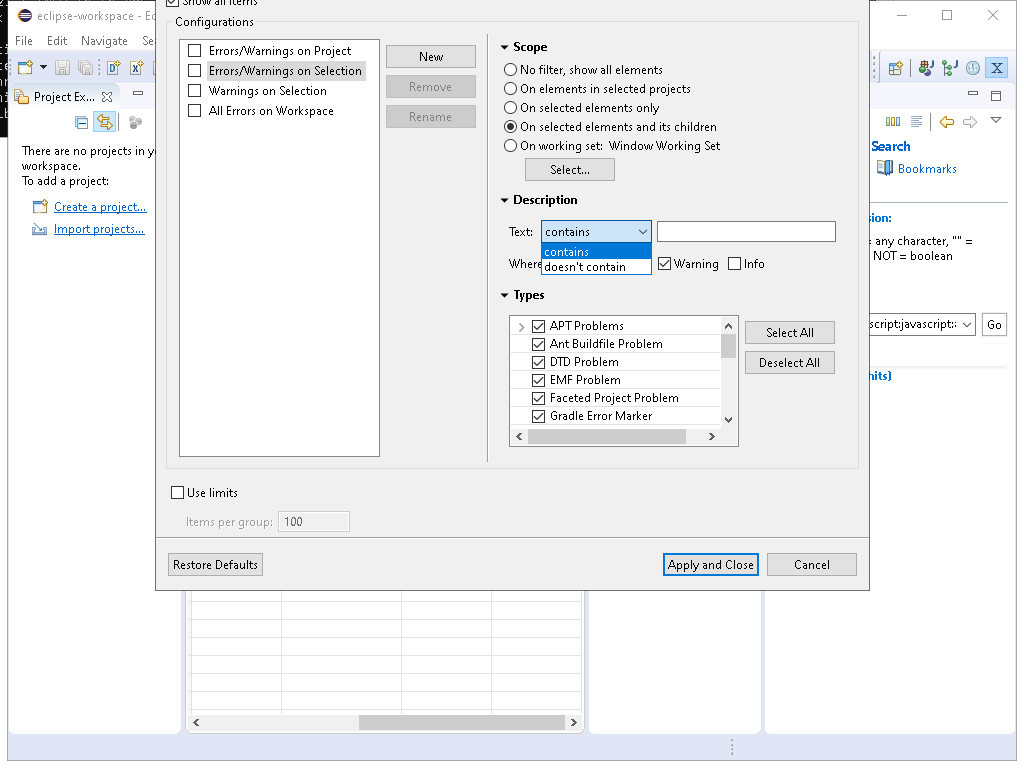 eclipse-workspace - Ec
Show all items
File Edit Navigate Se
Configurations
Errors/Warnings on Project
Errors/Warnings on Selection
Warnings on Selection
All Errors on Workspace
New
Remove
Rename
Scope
No filter, show all elements
On elements in selected projects
On selected elements only
On selected elements and its children
On working set: Window Working Set
Select...
Description
Text: contains
contains
doesn't contain
Where
Warning
Info
Types
APT Problems
Ant Buildfile Problem
DTD Problem
EMF Problem
Faceted Project Problem
Gradle Error Marker
Select All
Deselect All
Use limits
Items per group: 100
Restore Defaults
Apply and Close
Cancel
Project Ex...
There are no projects in y
workspace.
To add a project:
Create a project...
Import projects...
Search
Bookmarks
sion:
= any character, "" =
NOT = boolean
script:javascript:
Go
hits)